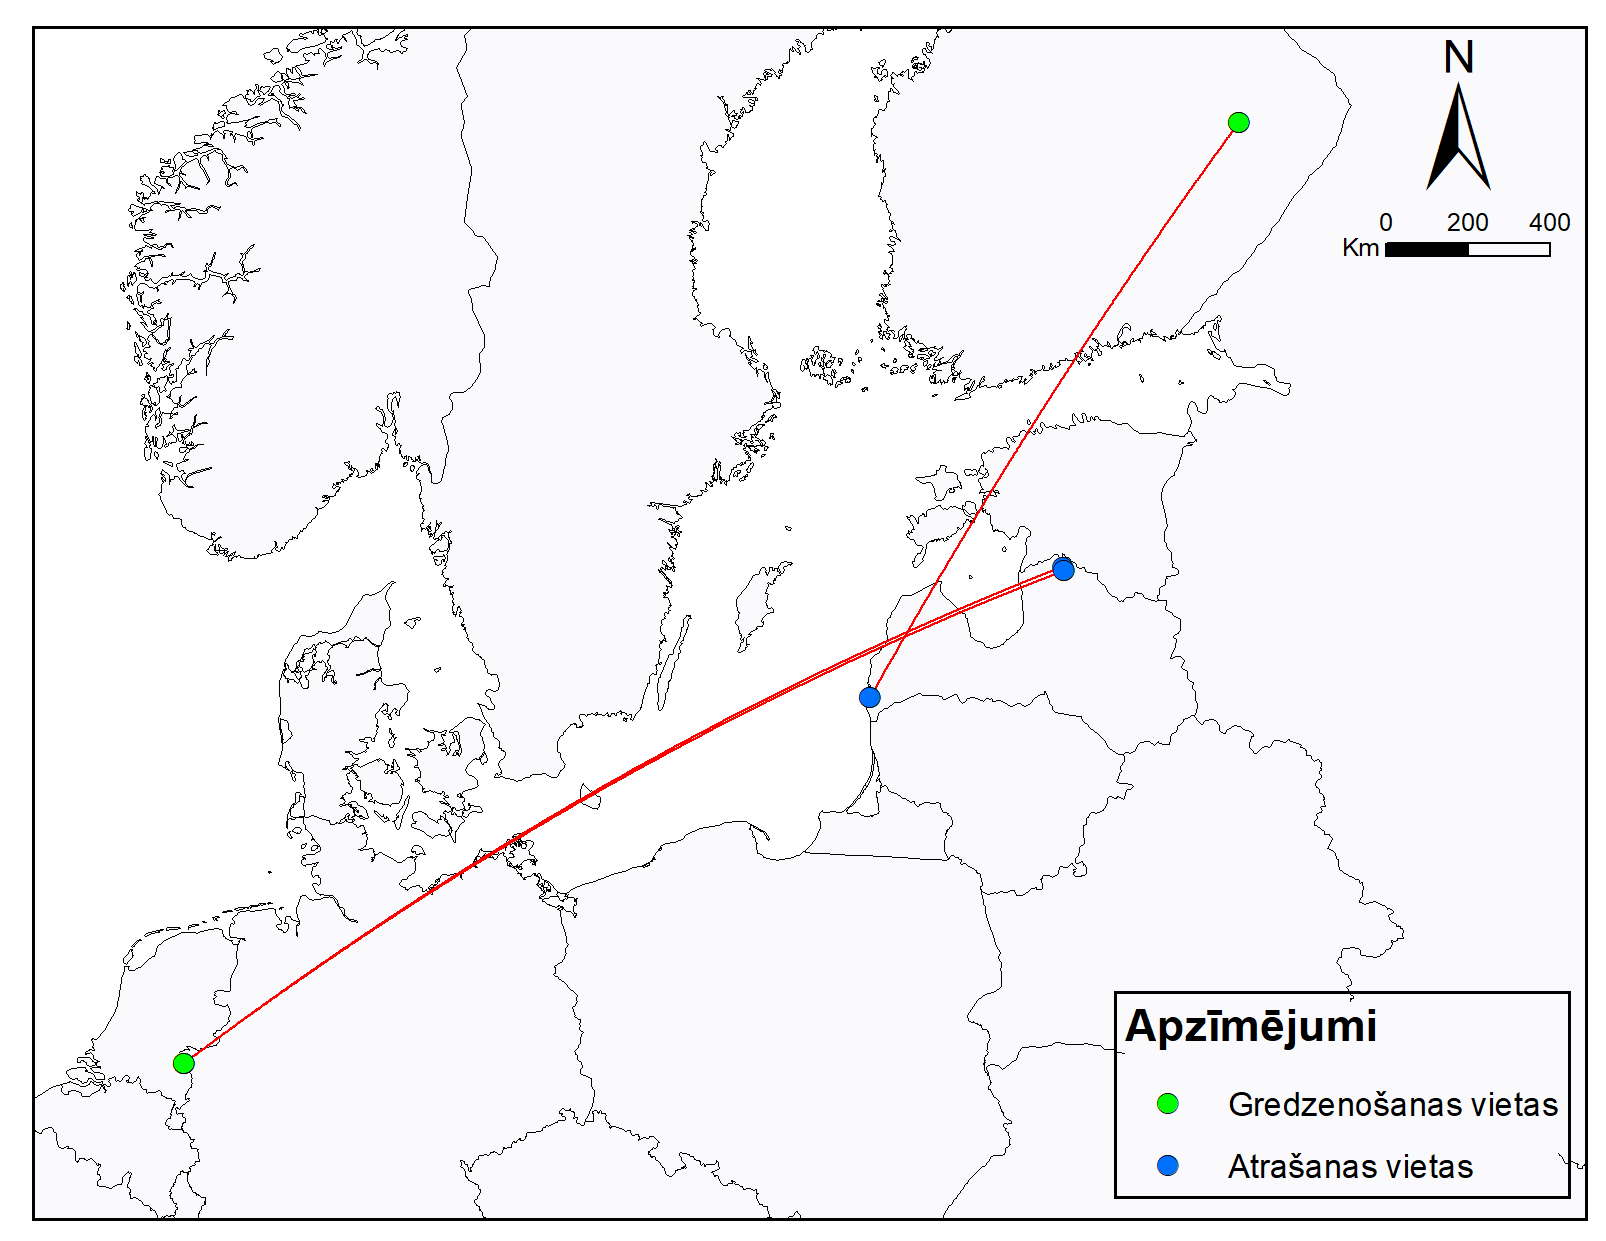 N
0 200 400
Km
Apzīmējumi
Gredzenošanas vietas
Atrašanas vietas